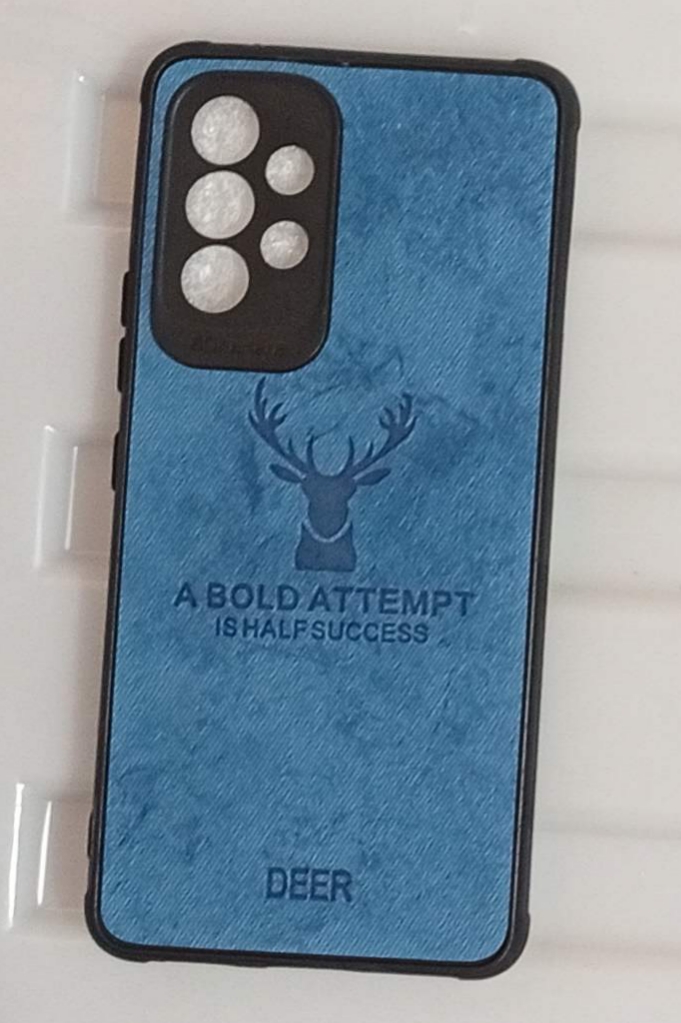 A BOLD ATTEMPT
IS HALF SUCCESS
DEER